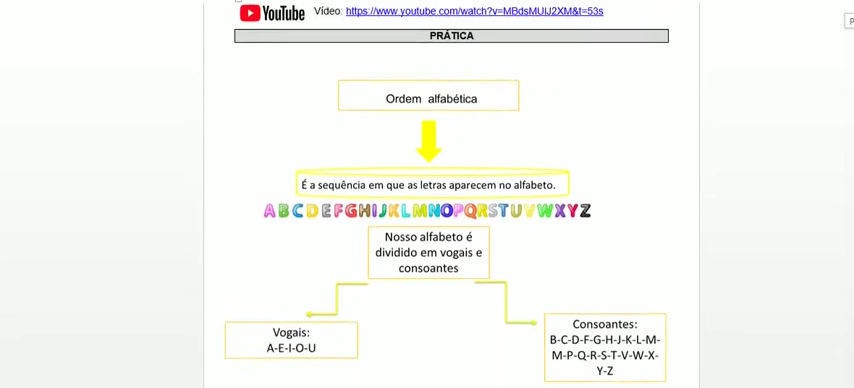 YouTube Vídeo: https://www.youtube.com/watch?v=MBdsMUlJ2XM&t=53s
PRÁTICA
Ordem alfabética
É a sequência em que as letras aparecem no alfabeto.
ABCDEFGHIJKLMNOPQRSTUVWXYZ
Nosso alfabeto é
dividido em vogais e
consoantes
Vogais:
A-E-I-O-U
Consoantes:
B-C-D-F-G-H-J-K-L-M-
M-P-Q-R-S-T-V-W-X-
Y-Z